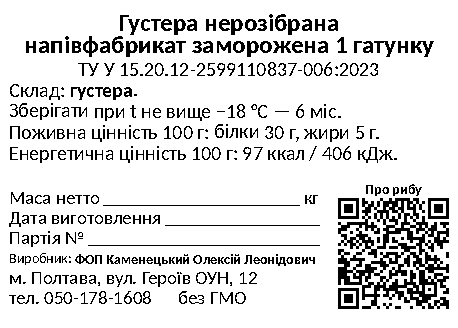 Густера нерозібрана
напівфабрикат заморожена 1 гатунку
ТУ У 15.20.12-2599110837-006:2023
Склад: густера.
Зберігати при t не вище −18 °С — 6 міс.
Поживна цінність 100 г: білки 30 г, жири 5 г.
Енергетична цінність 100 г: 97 ккал / 406 кДж.
Маса нетто ____________________ кг
Дата виготовлення ________________
Партія № ________________________
Про рибу
Виробник: ФОП Каменецький Олексій Леонідович
м. Полтава, вул. Героїв ОУН, 12
тел. 050-178-1608 без ГМО